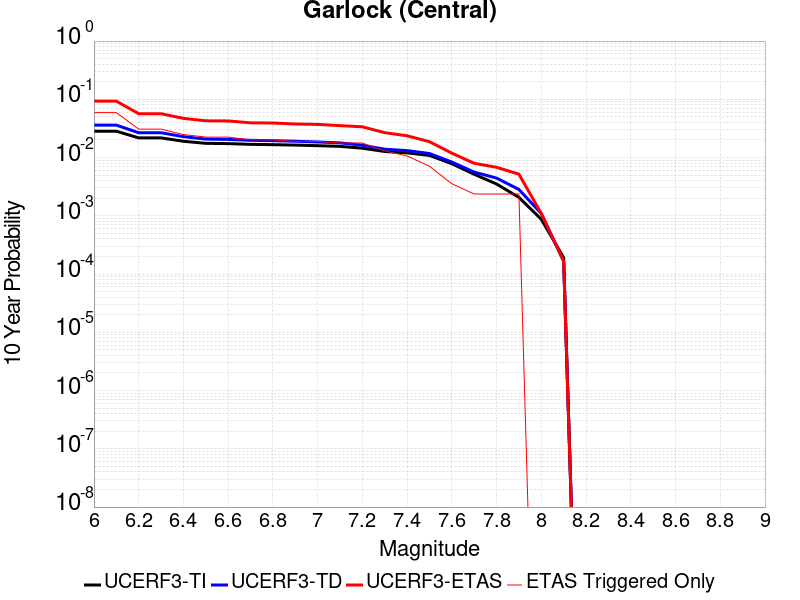 Garlock (Central)
10^0
10^-1
10^-2
10^-3
10^-4
10^-5
10^-6
10^-7
10^-8
10 Year Probability
6 6.2 6.4 6.6 6.8 7 7.2 7.4 7.6 7.8 8 8.2 8.4 8.6 8.8 9
Magnitude
UCERF3-TI UCERF3-TD UCERF3-ETAS ETAS Triggered Only